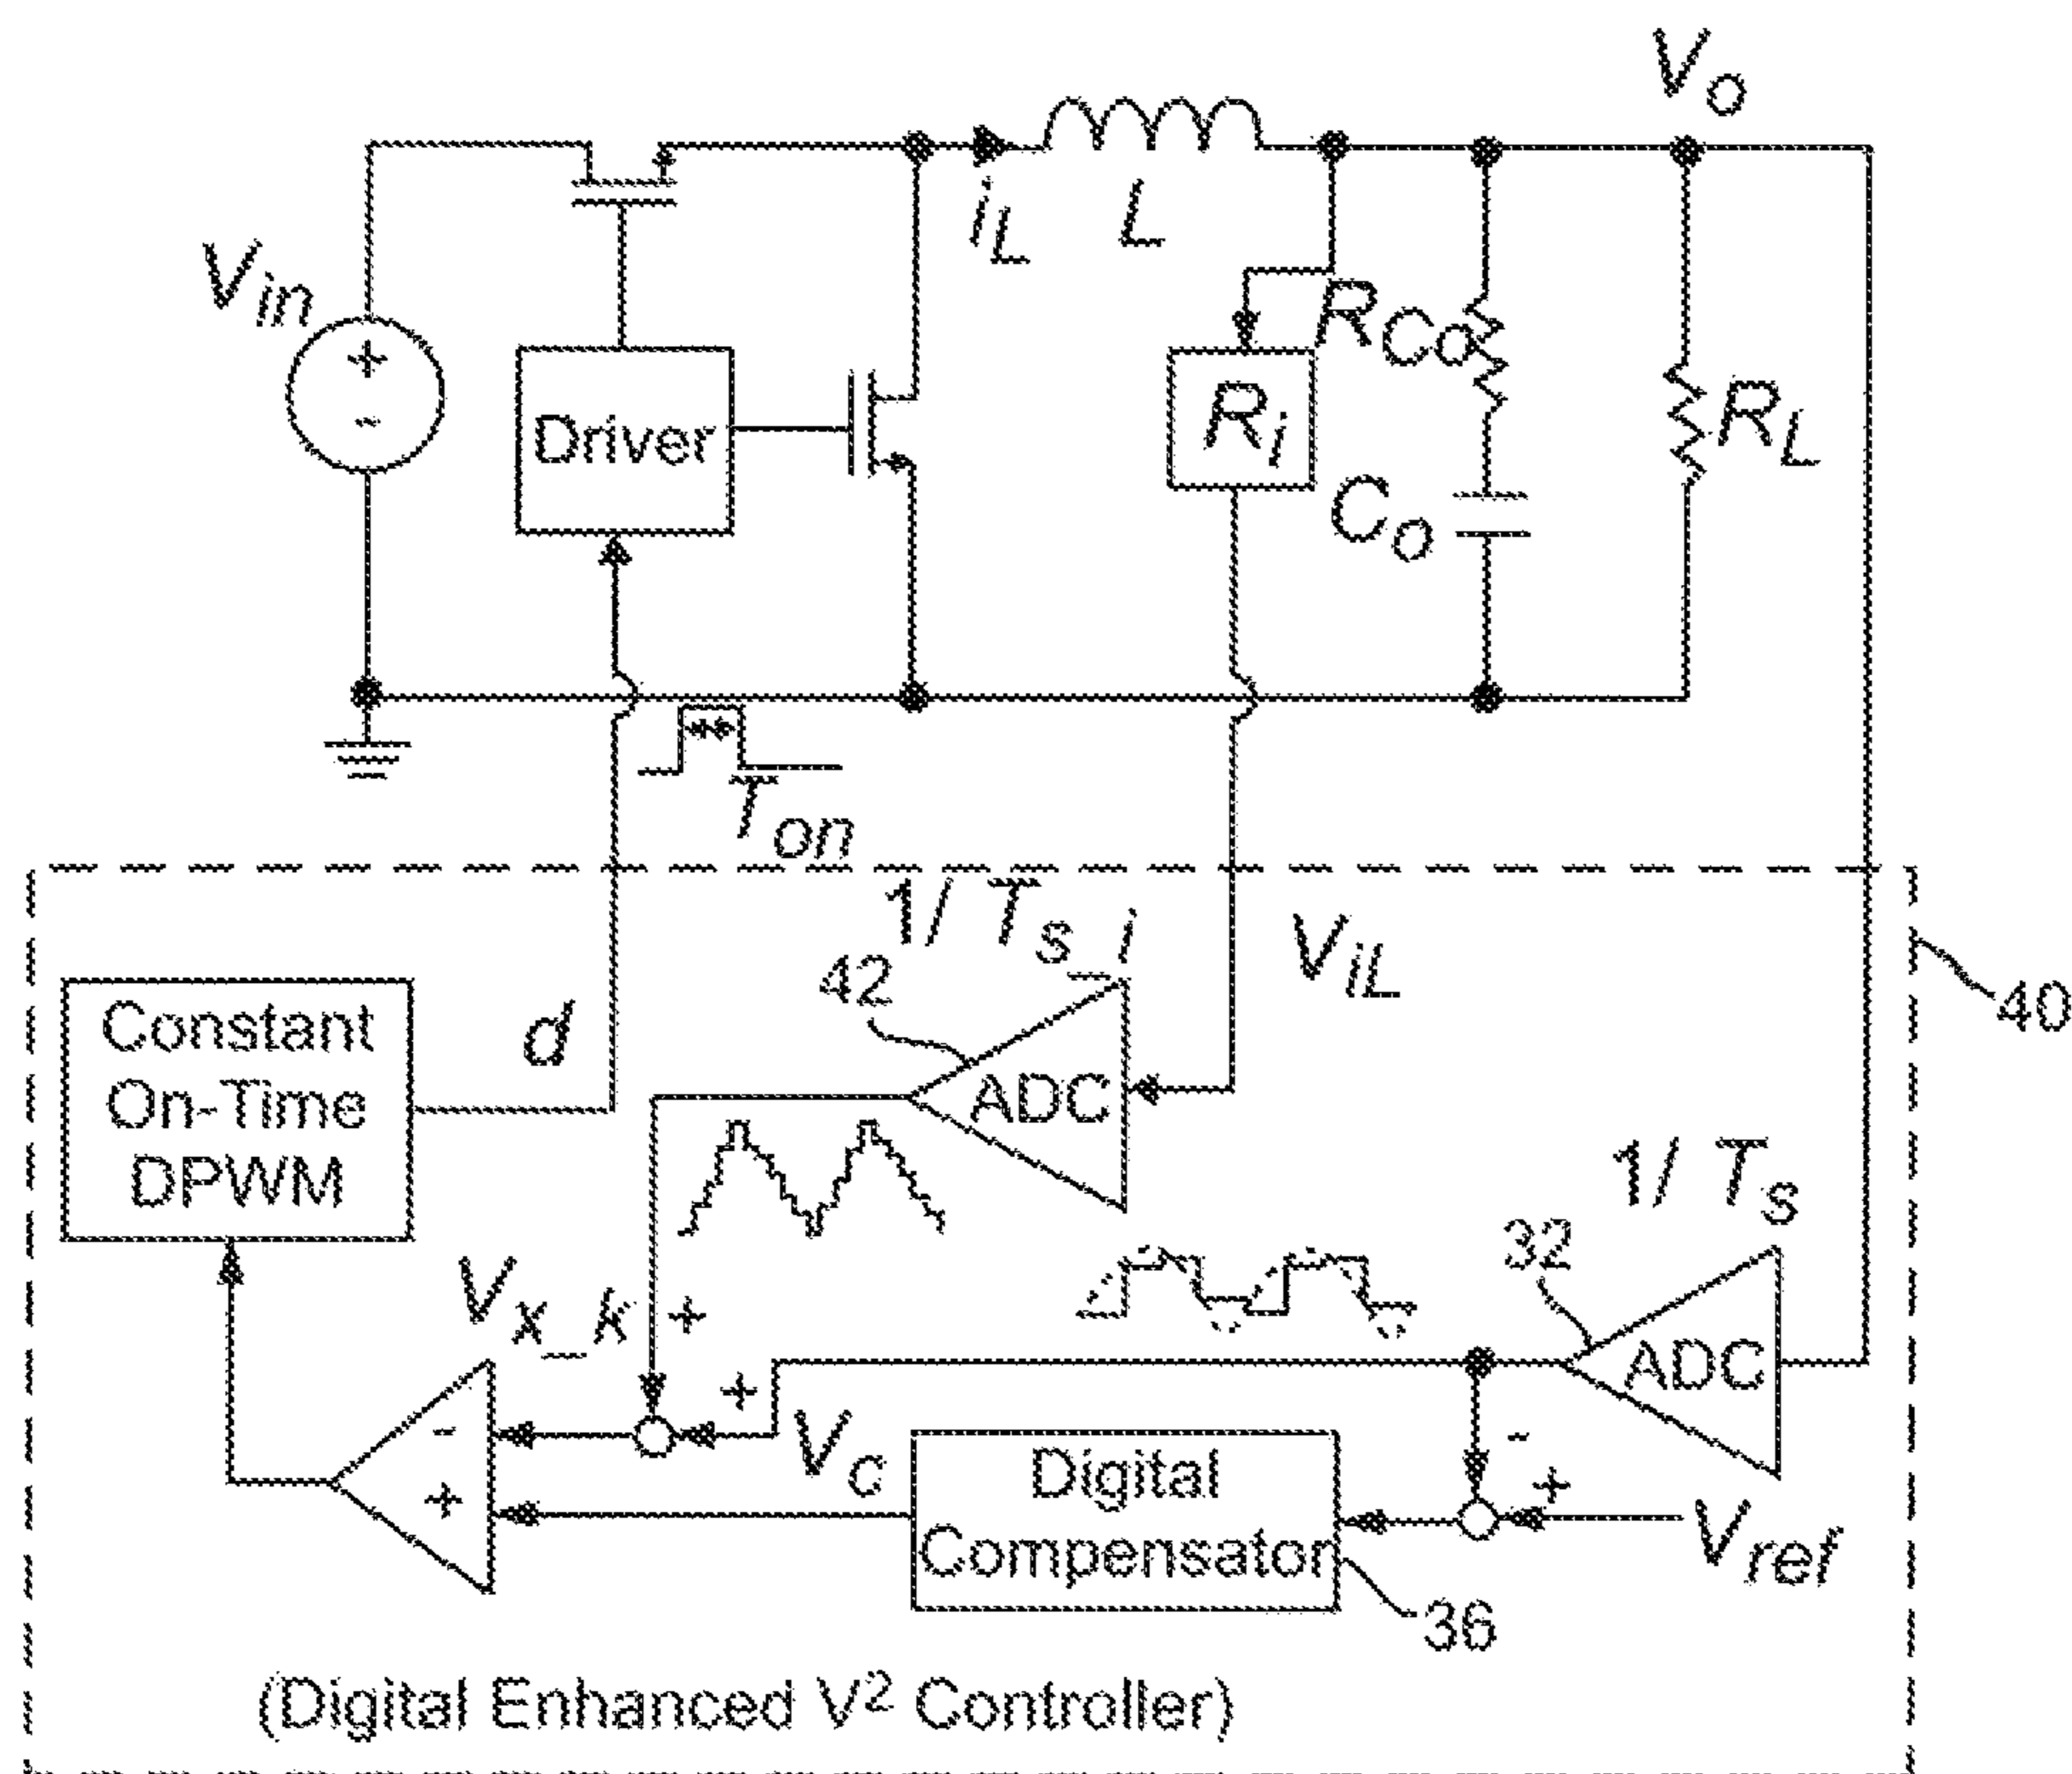 Vo
Vin
+
-
iL
L
Driver
Ri
RCo
Co
RL
Ton
1/ Ts_i
42
ViL
40
Constant
On-Time
DPWM
d
ADC
1/ Ts
32
ADC
Vx_k
+
+
-
+
Vc
Digital
Compensator
36
-
+
Vref
(Digital Enhanced V² Controller)